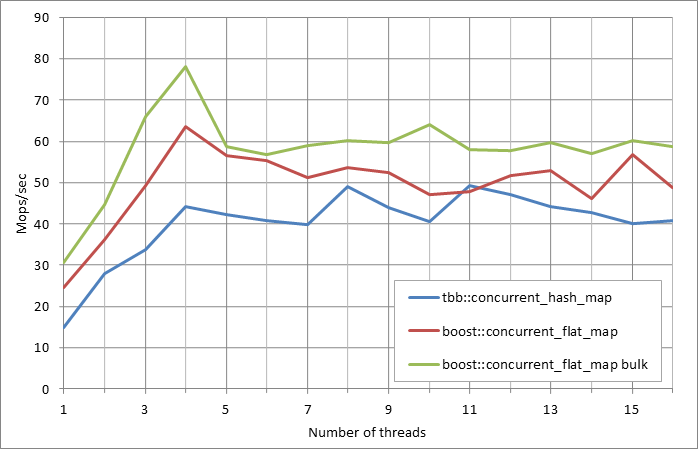 90
80
70
60
50
40
30
20
10
0
Mops/sec
tbb::concurrent_hash_map
boost::concurrent_flat_map
boost::concurrent_flat_map bulk
1 3 5 7 9 11 13 15
Number of threads